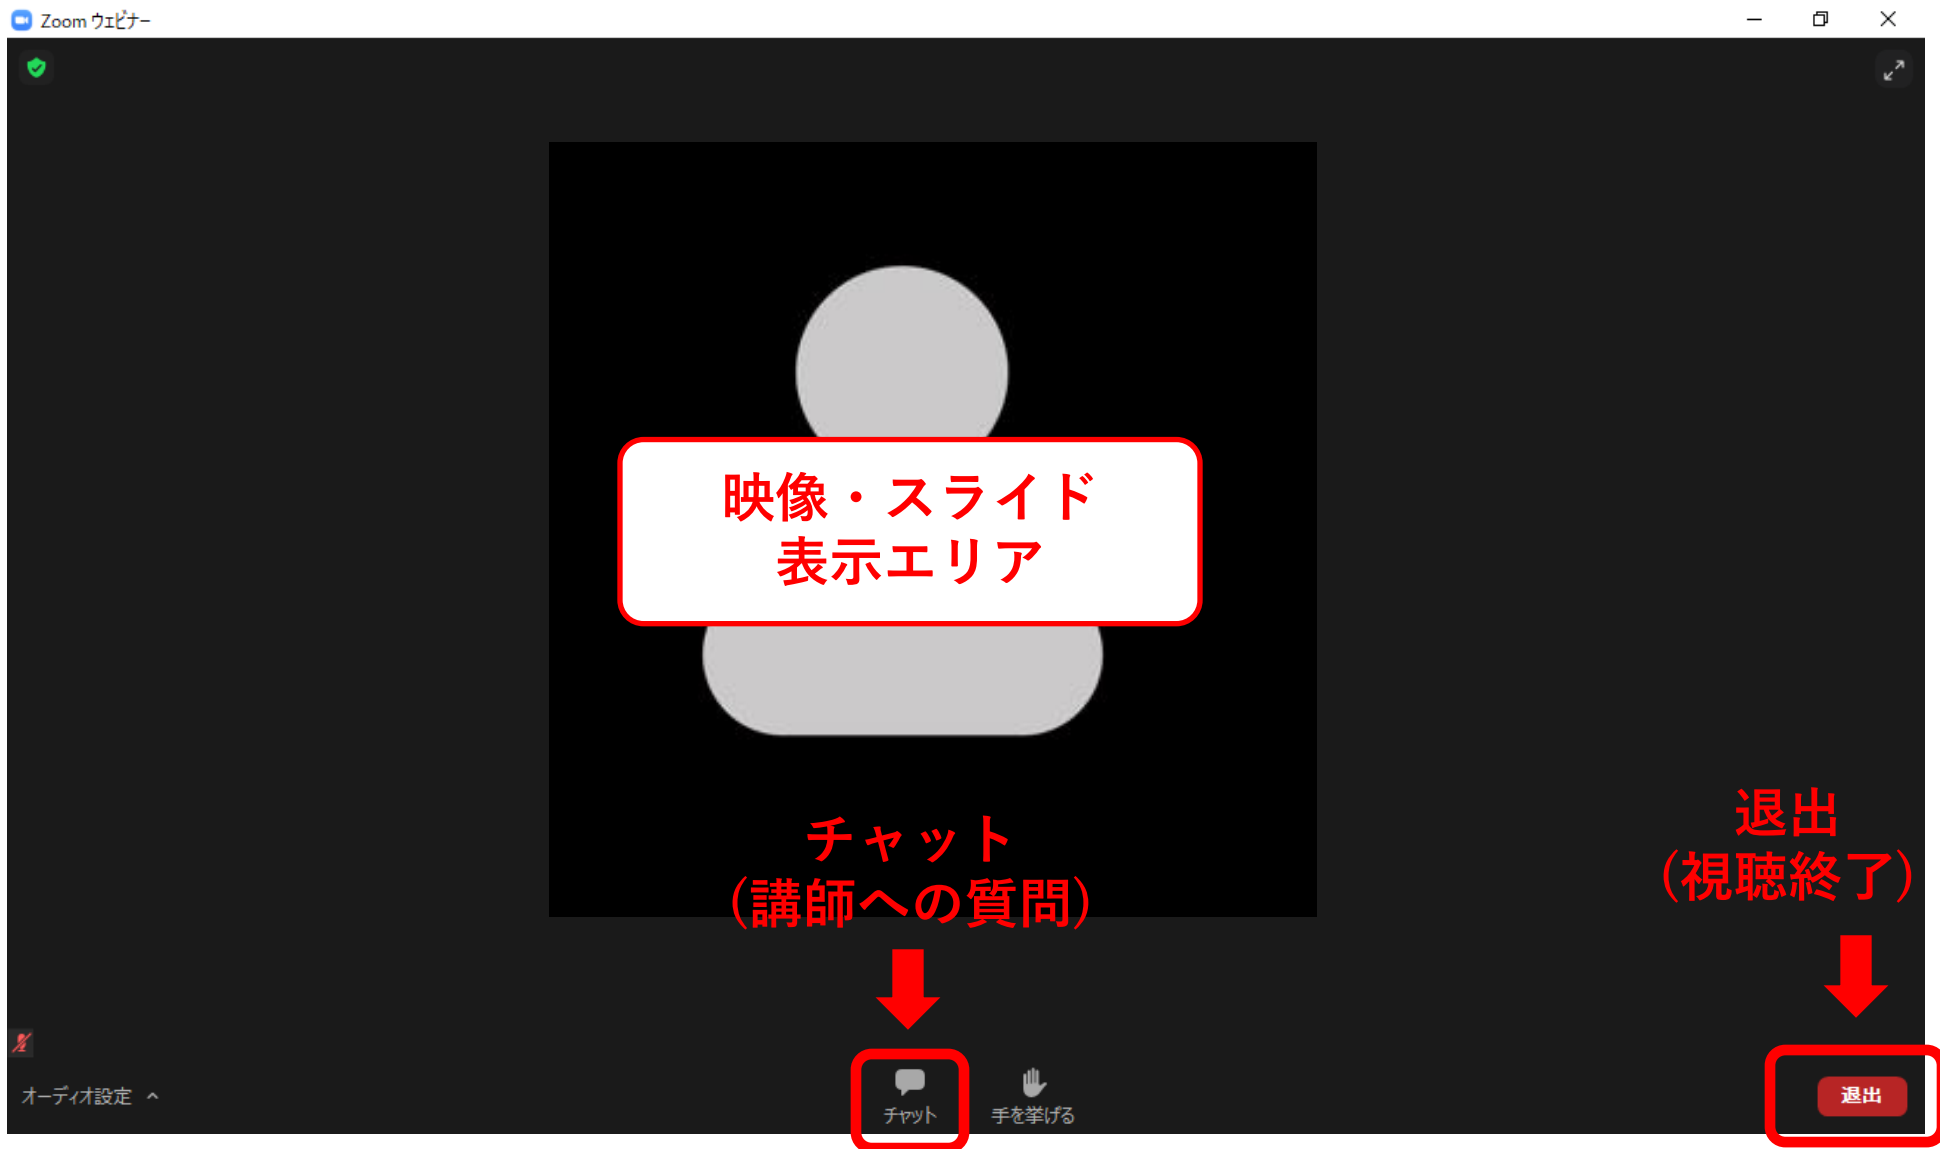 Zoom ウェビナー
映像・スライド
表示エリア
チャット
(講師への質問)
退出
(視聴終了)
オーディオ設定
チャット
手を挙げる
退出